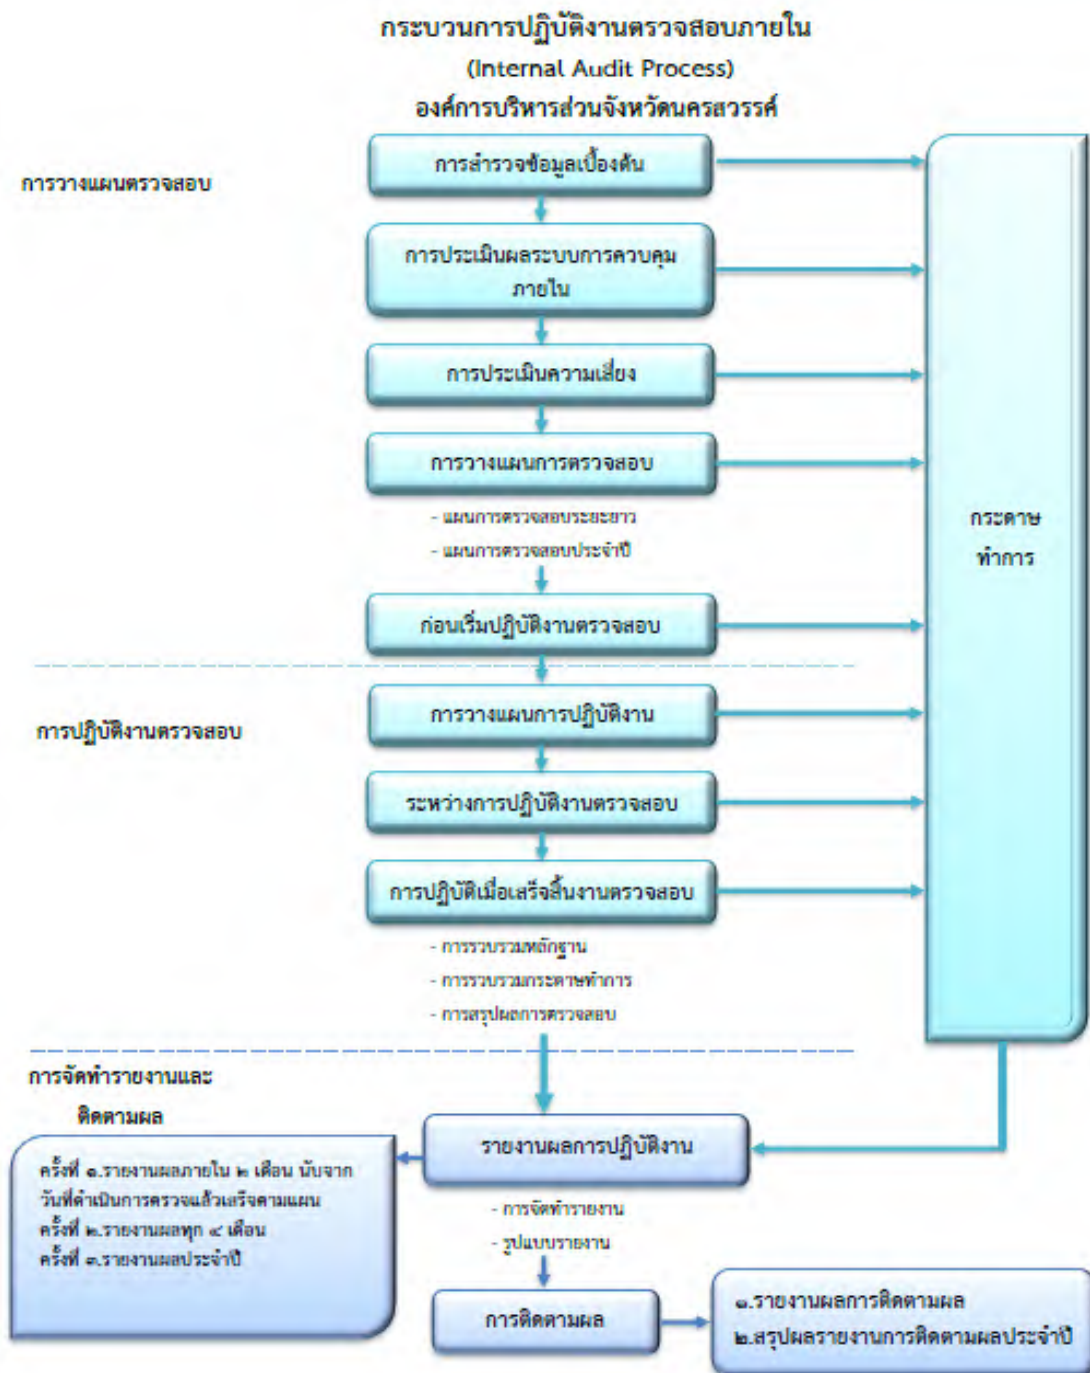 กระบวนการปฏิบัติงานตรวจสอบภายใน
(Internal Audit Process)
องค์การบริหารส่วนจังหวัดนครสวรรค์
การวางแผนตรวจสอบ
การสำรวจข้อมูลเบื้องต้น
การประเมินผลระบบการควบคุม
ภายใน
การประเมินความเสี่ยง
การวางแผนการตรวจสอบ
- แผนการตรวจสอบระยะยาว
- แผนการตรวจสอบประจำปี
กระดาษ
ทำการ
ก่อนเริ่มปฏิบัติงานตรวจสอบ
การปฏิบัติงานตรวจสอบ
การวางแผนการปฏิบัติงาน
ระหว่างการปฏิบัติงานตรวจสอบ
การปฏิบัติเมื่อเสร็จสิ้นงานตรวจสอบ
- การรวบรวมหลักฐาน
- การรวบรวมกระดาษทำการ
- การสรุปผลการตรวจสอบ
การจัดทำรายงานและ
ติดตามผล
รายงานผลการปฏิบัติงาน
ครั้งที่ ๑.รายงานผลภายใน ๒ เดือน นับจาก
วันที่ดำเนินการตรวจแล้วเสร็จตามแผน
ครั้งที่ ๒.รายงานผลทุก ๔ เดือน
ครั้งที่ ๓.รายงานผลประจำปี
- การจัดทำรายงาน
- รูปแบบรายงาน
การติดตามผล
๑.รายงานผลการติดตามผล
๒.สรุปผลรายงานการติดตามผลประจำปี